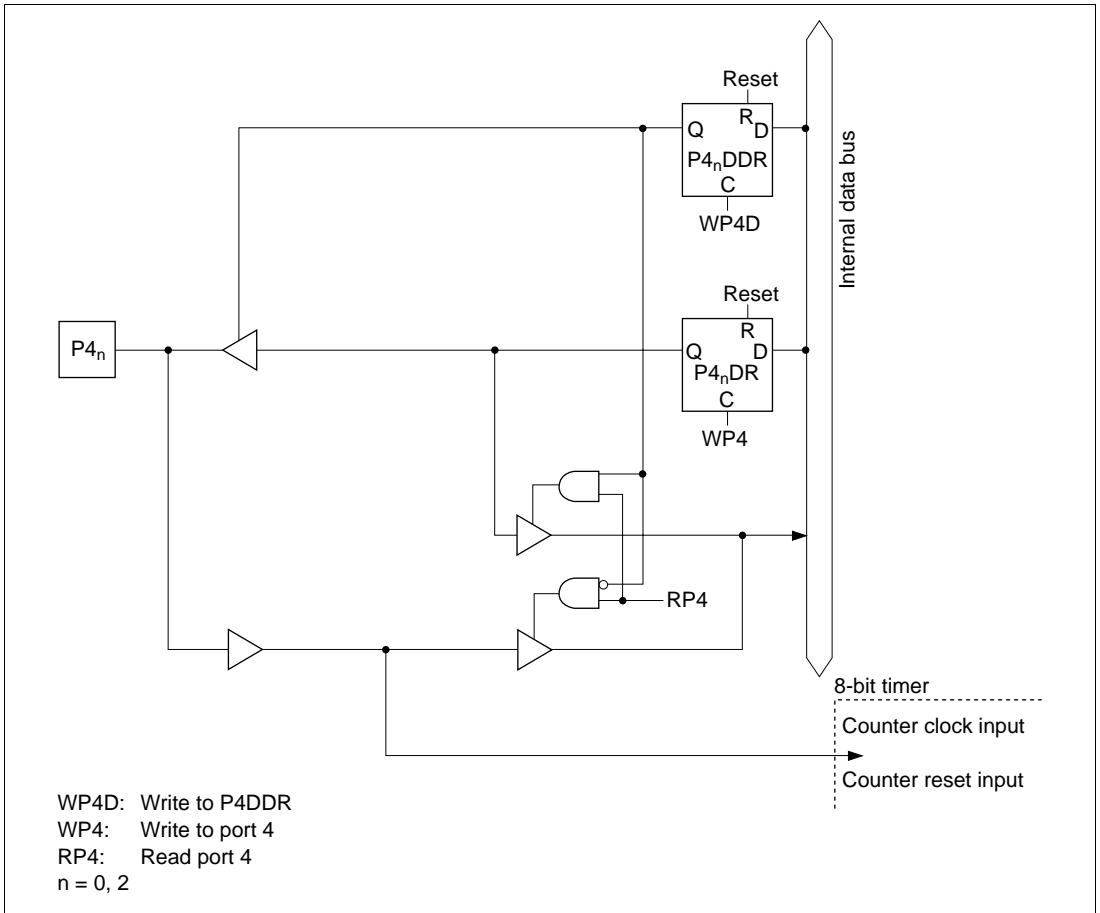 Reset
R
Q
D
P4nDDR
C
WP4D
Internal data bus
Reset
R
Q
D
P4n
P4nDR
C
WP4
RP4
8-bit timer
Counter clock input
Counter reset input
WP4D: Write to P4DDR
WP4: Write to port 4
RP4: Read port 4
n = 0, 2